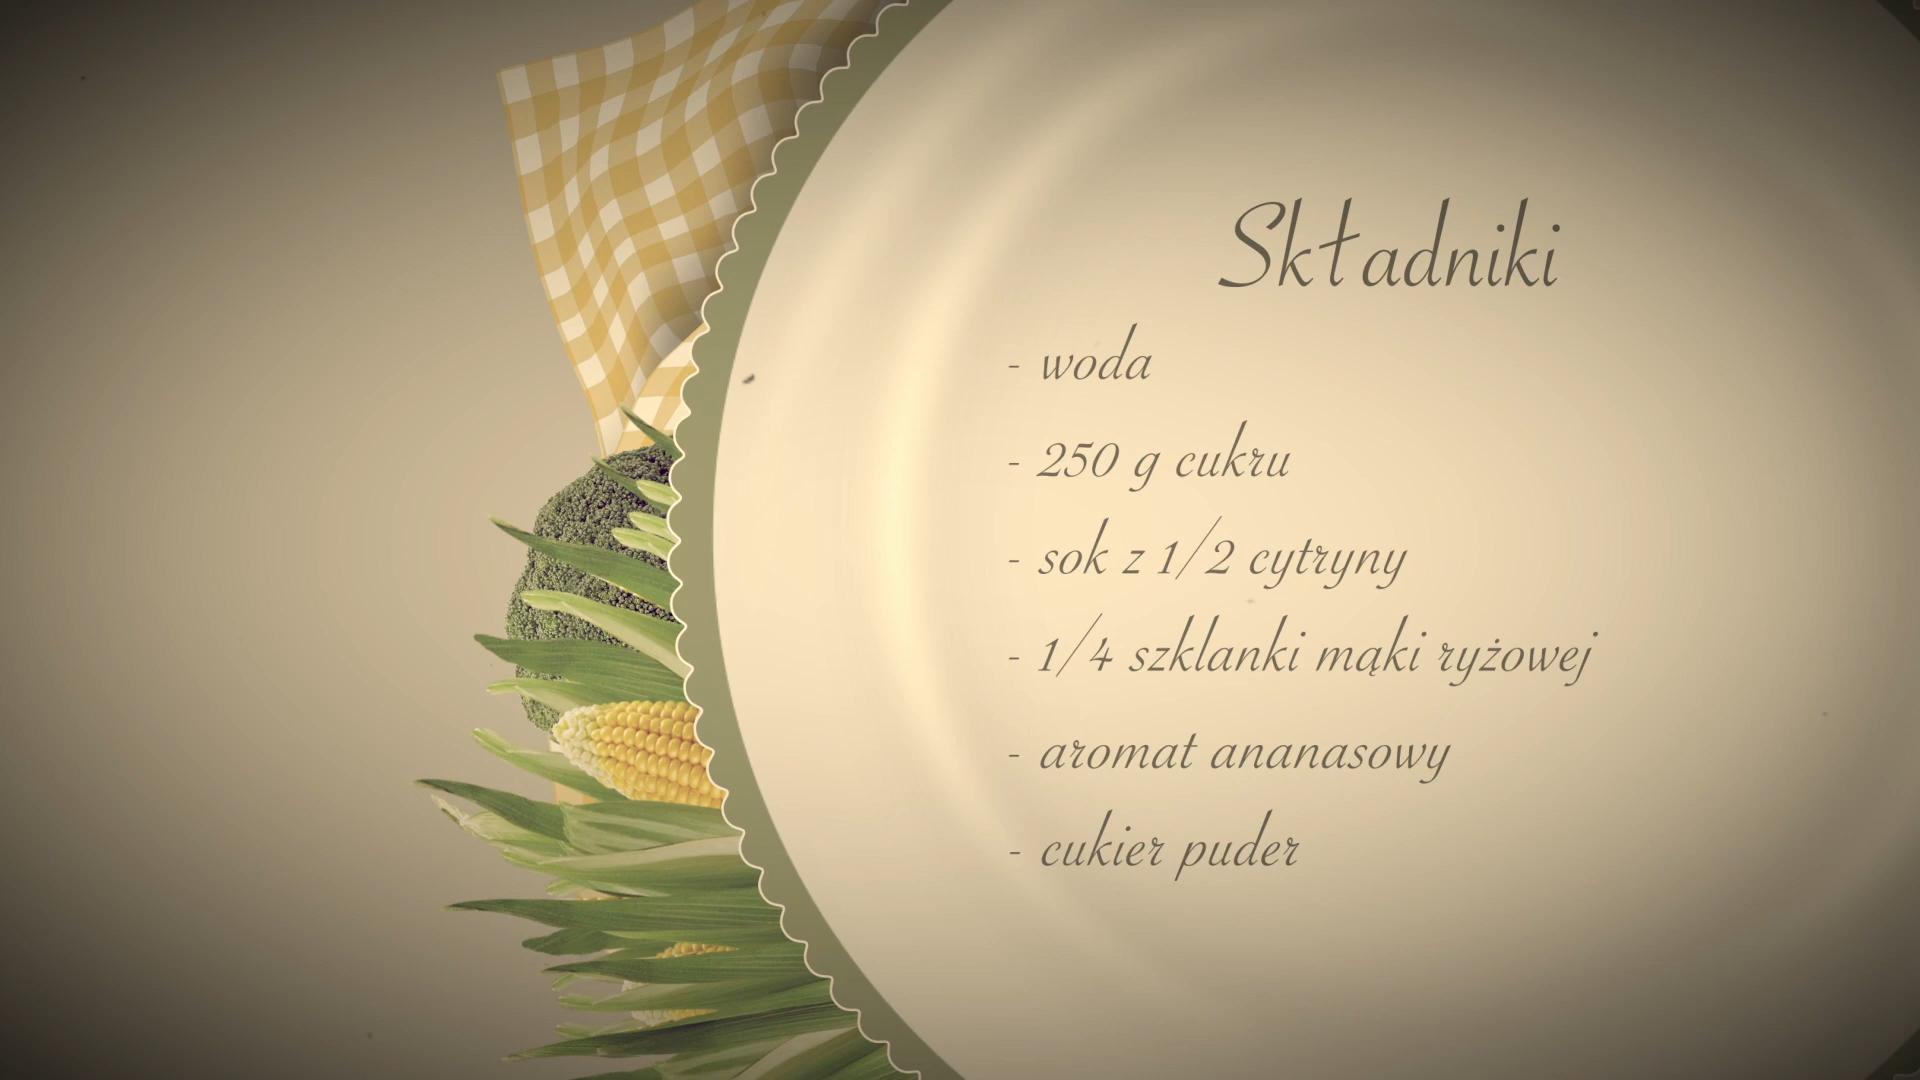 Składniki
- woda
- 250 g cukru
- sok z 1/2 cytryny
- 1/4 szklanki mąki ryżowej
- aromat ananasowy
- cukier puder